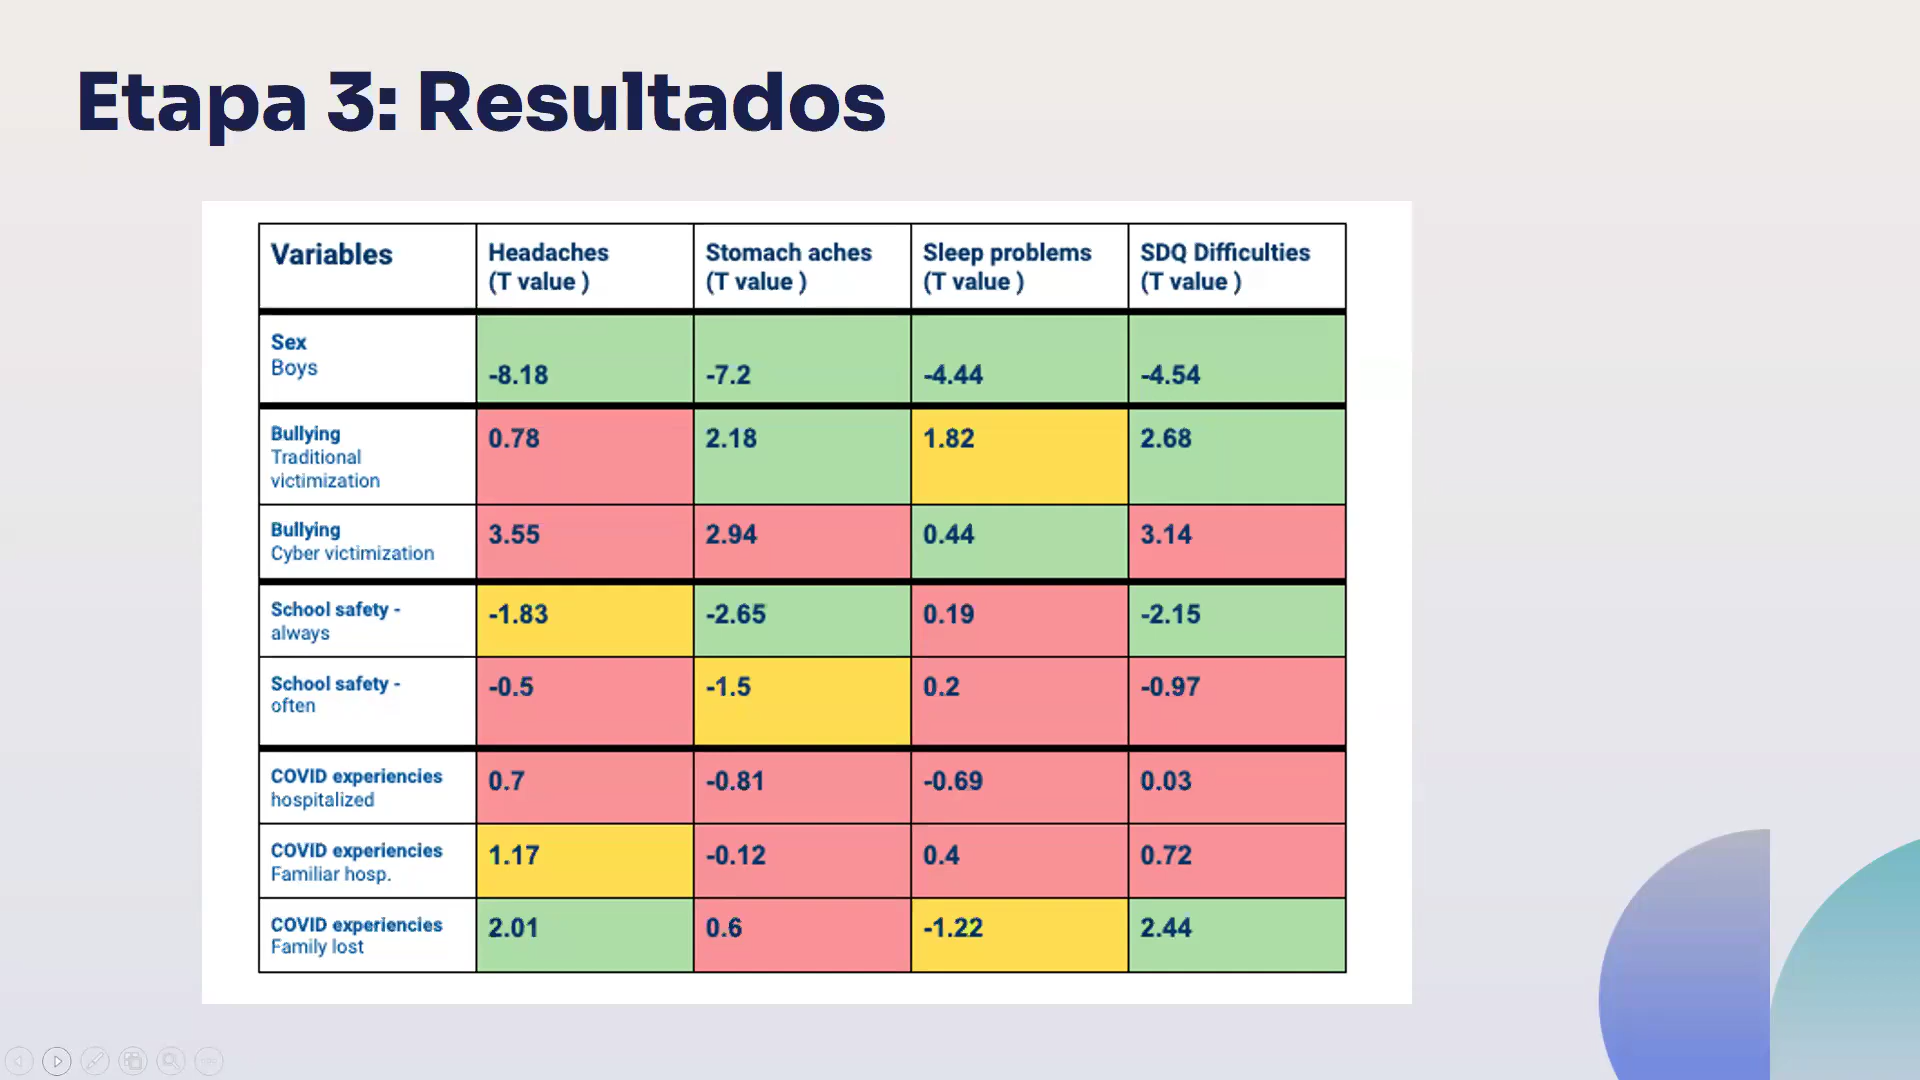 Etapa 3: Resultados
Variables
Headaches
(T value )
Stomach aches
(T value )
Sleep problems
(T value )
SDQ Difficulties
(T value )
Sex
Boys
-8.18
-7.2
-4.44
-4.54
Bullying
Traditional
victimization
0.78
2.18
1.82
2.68
Bullying
Cyber victimization
3.55
2.94
0.44
3.14
School safety -
always
-1.83
-2.65
0.19
-2.15
School safety -
often
-0.5
-1.5
0.2
-0.97
COVID experiencies
hospitalized
0.7
-0.81
-0.69
0.03
COVID experiencies
Familiar hosp.
1.17
-0.12
0.4
0.72
COVID experiencies
Family lost
2.01
0.6
-1.22
2.44